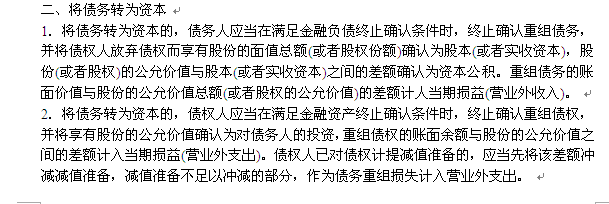 二、将债务转为资本
1．将债务转为资本的，债务人应当在满足金融负债终止确认条件时，终止确认重组债务，
并将债权人放弃债权而享有股份的面值总额(或者股权份额)确认为股本(或者实收资本)，股
份(或者股权)的公允价值与股本(或者实收资本)之间的差额确认为资本公积。重组债务的账
面价值与股份的公允价值总额(或者股权的公允价值)的差额计人当期损益(营业外收入)。
2．将债务转为资本的，债权人应当在满足金融资产终止确认条件时，终止确认重组债权，
并将享有股份的公允价值确认为对债务人的投资，重组债权的账面余额与股份的公允价值之
间的差额计入当期损益(营业外支出)。债权人已对债权计提减值准备的，应当先将该差额冲
减减值准备，减值准备不足以冲减的部分，作为债务重组损失计入营业外支出。